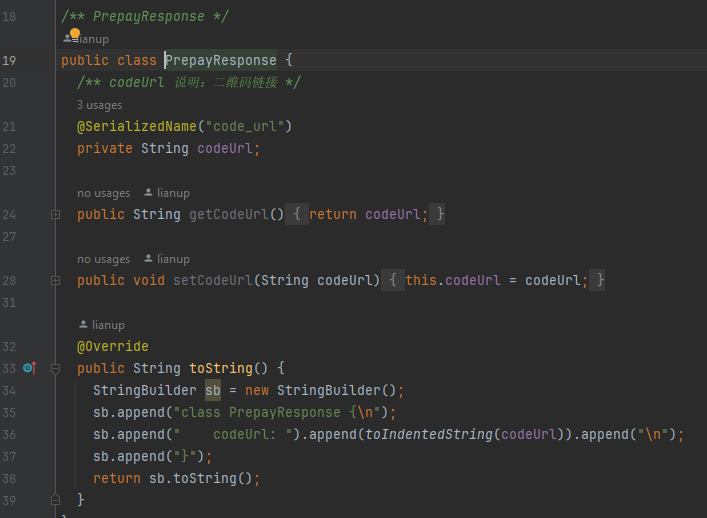 18 /** PrepayResponse */
lianup
19 public class PrepayResponse {
20 /** codeUrl 说明：二维码链接 */
3 usages
21 @SerializedName("code_url")
22 private String codeUrl;
23
no usages lianup
24 public String getCodeUrl() { return codeUrl; }
27
no usages lianup
28 public void setCodeUrl(String codeUrl) { this.codeUrl = codeUrl; }
31
lianup
32 @Override
33 public String toString() {
34 StringBuilder sb = new StringBuilder();
35 sb.append("class PrepayResponse {\n");
36 sb.append("    codeUrl: ").append(toIndentedString(codeUrl)).append("\n");
37 sb.append("}");
38 return sb.toString();
39 }